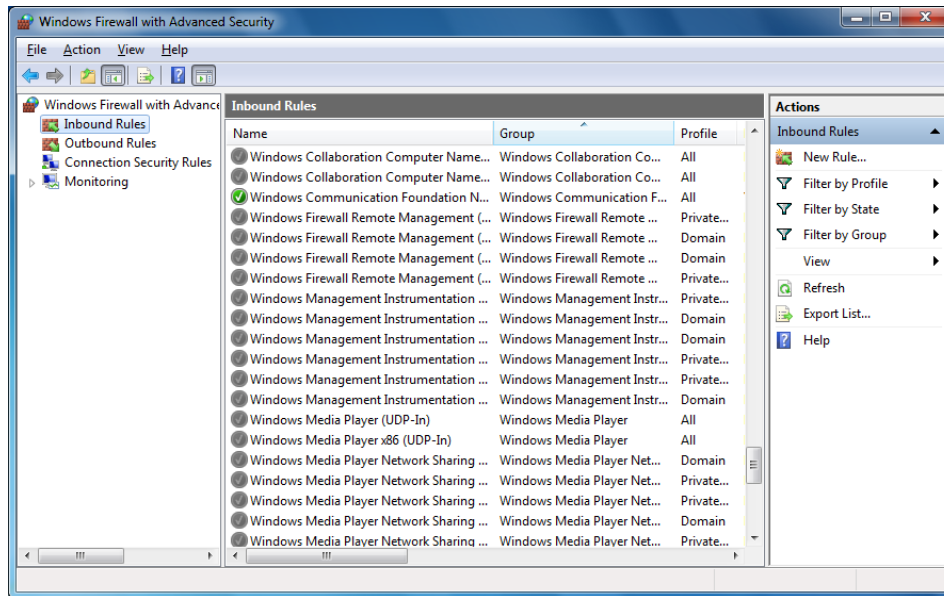 Windows Firewall with Advanced Security
File Action View Help
Windows Firewall with Advance
Inbound Rules
Outbound Rules
Connection Security Rules
Monitoring
Inbound Rules
Name Group Profile
Windows Collaboration Computer Name... Windows Collaboration Co... All
Windows Collaboration Computer Name... Windows Collaboration Co... All
Windows Communication Foundation N... Windows Communication F... All
Windows Firewall Remote Management (... Windows Firewall Remote ... Private...
Windows Firewall Remote Management (... Windows Firewall Remote ... Domain
Windows Firewall Remote Management (... Windows Firewall Remote ... Domain
Windows Firewall Remote Management (... Windows Firewall Remote ... Private...
Windows Management Instrumentation ... Windows Management Instr... Private...
Windows Management Instrumentation ... Windows Management Instr... Domain
Windows Management Instrumentation ... Windows Management Instr... Domain
Windows Management Instrumentation ... Windows Management Instr... Private...
Windows Management Instrumentation ... Windows Management Instr... Private...
Windows Management Instrumentation ... Windows Management Instr... Domain
Windows Media Player (UDP-In) Windows Media Player All
Windows Media Player x86 (UDP-In) Windows Media Player All
Windows Media Player Network Sharing ... Windows Media Player Net... Domain
Windows Media Player Network Sharing ... Windows Media Player Net... Private...
Windows Media Player Network Sharing ... Windows Media Player Net... Private...
Windows Media Player Network Sharing ... Windows Media Player Net... Domain
Windows Media Player Network Sharing ... Windows Media Player Net... Private...
Actions
Inbound Rules
New Rule...
Filter by Profile
Filter by State
Filter by Group
View
Refresh
Export List...
Help